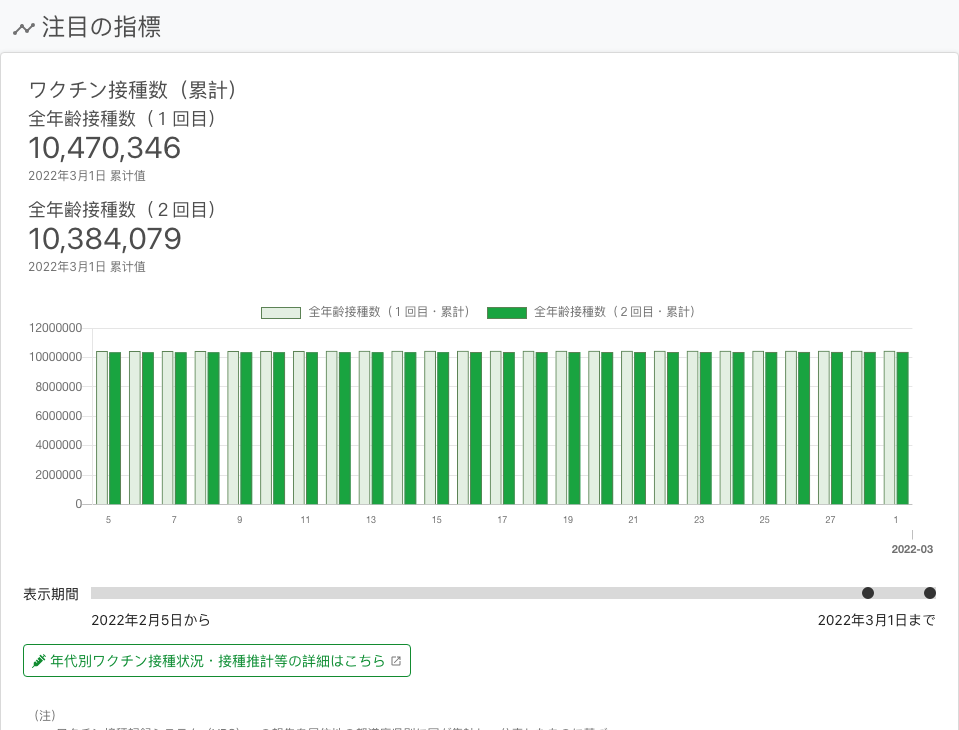 注目の指標
ワクチン接種数（累計）
全年齢接種数（１回目）
10,470,346
2022年3月1日 累计值
全年齢接種数（２回目）
10,384,079
2022年3月1日 累计值
全年齢接種数（１回目・累計） 全年齢接種数（２回目・累計）
12000000
10000000
8000000
6000000
4000000
2000000
0
5 7 9 11 13 15 17 19 21 23 25 27 1
2022-03
表示期間
2022年2月5日から 2022年3月1日まで
年代別ワクチン接種状況・接種推計等の詳細はこちら
（注）